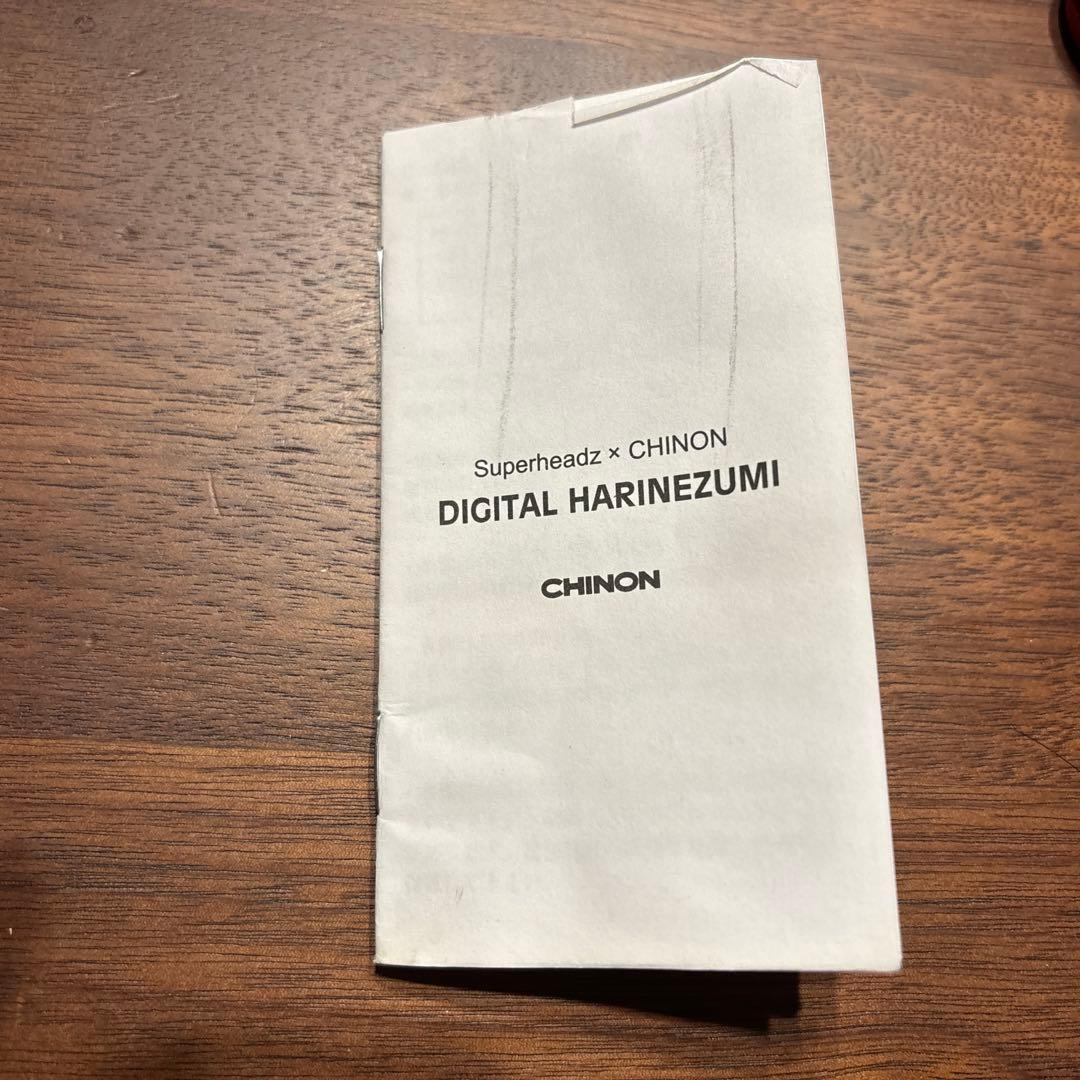 Superheadz × CHINON
DIGITAL HARINEZUMI
CHINON